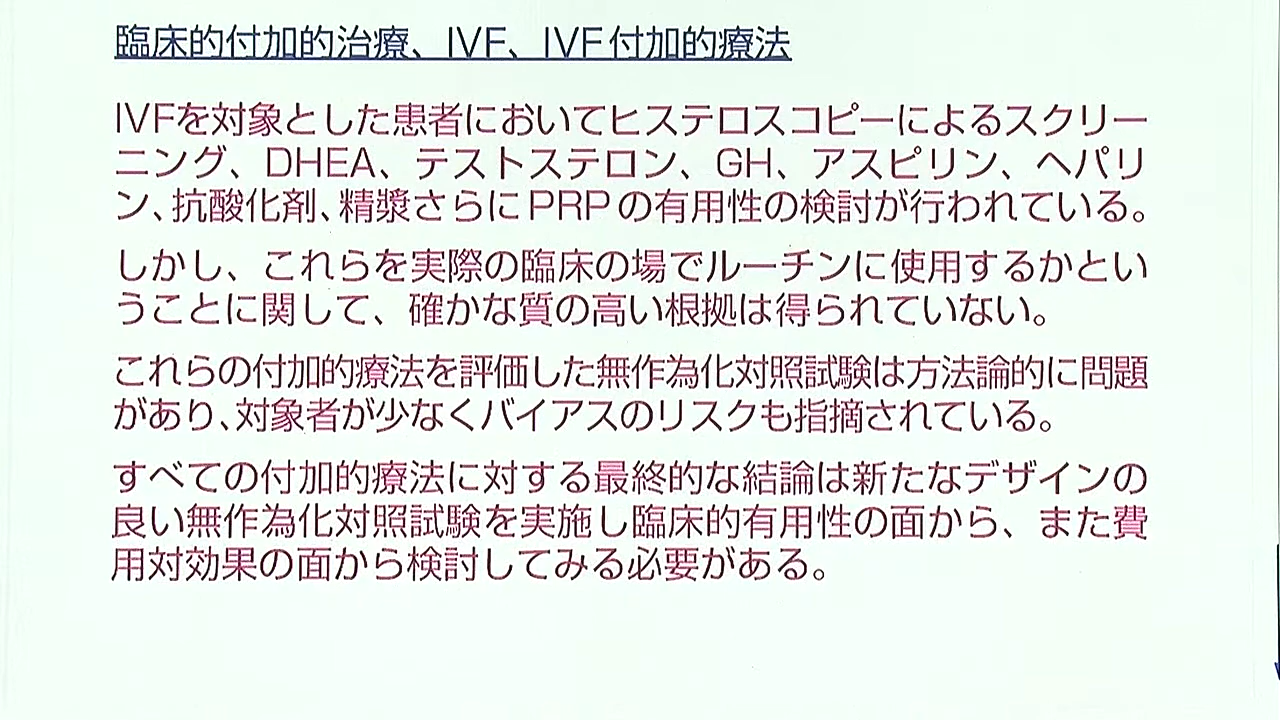 臨床的付加的治療、IVF、IVF付加的療法
IVFを対象とした患者においてヒステロスコピーによるスクリー
ニング、DHEA、テストステロン、GH、アスピリン、ヘパリ
ン、抗酸化剤、精漿さらにPRPの有用性の検討が行われている。
しかし、これらを実際の臨床の場でルーチンに使用するかとい
うことに関して、確かな質の高い根拠は得られていない。
これらの付加的療法を評価した無作為化対照試験は方法論的に問題
があり、対象者が少なくバイアスのリスクも指摘されている。
すべての付加的療法に対する最終的な結論は新たなデザインの
良い無作為化対照試験を実施し臨床的有用性の面から、また費
用対効果の面から検討してみる必要がある。